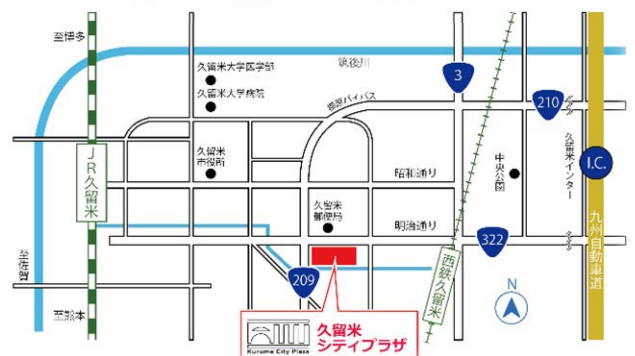 至博多
久留米大学医学部
久留米大学病院
筑後川
3
櫛原バイパス
210
JR久留米
久留米
市役所
昭和通り
中央公園
久留米インター
I.C.
久留米
郵便局
明治通り
322
九州自動車道
至佐賀
209
西鉄久留米
N
至熊本
Kurume City Plaza
久留米
シティプラザ